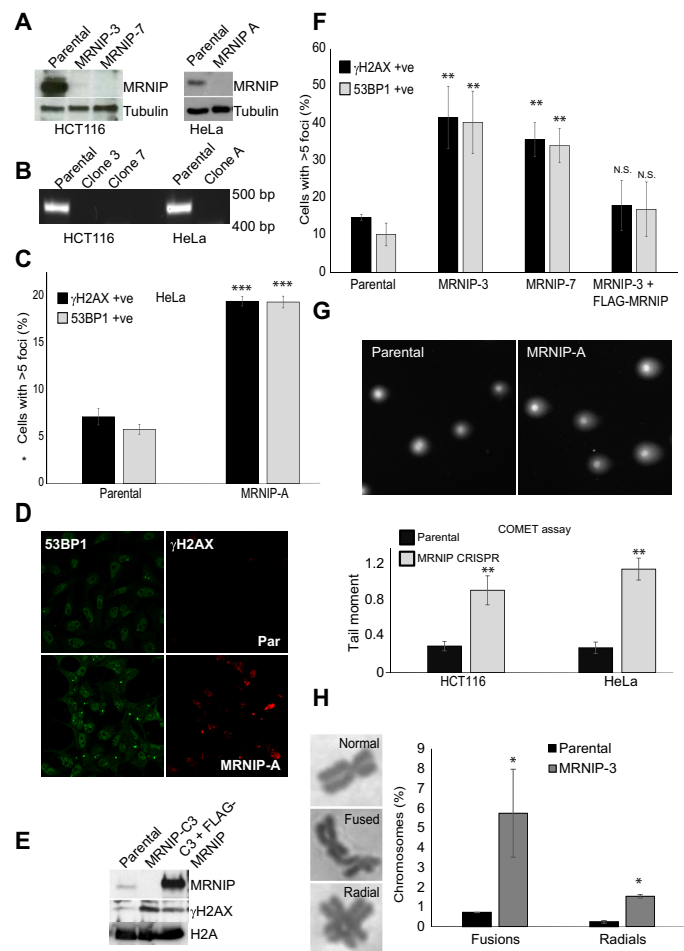 A
Parental
MRNIP-3
MRNIP-7
MRNIP
Tubulin
HCT116
Parental
MRNIP A
MRNIP
Tubulin
HeLa
B
Parental
Clone 3
Clone 7
Parental
Clone A
500 bp
400 bp
HCT116
HeLa
C
γH2AX +ve
53BP1 +ve
HeLa
* Cells with >5 foci (%)
20
15
10
5
0
***
***
Parental
MRNIP-A
D
53BP1
γH2AX
Par
MRNIP-A
E
Parental
MRNIP-C3
C3 + FLAG-
MRNIP
MRNIP
γH2AX
H2A
F
γH2AX +ve
53BP1 +ve
Cells with >5 foci (%)
60
50
40
30
20
10
0
**
**
**
**
N.S.
N.S.
Parental
MRNIP-3
MRNIP-7
MRNIP-3 +
FLAG-MRNIP
G
Parental
MRNIP-A
COMET assay
Parental
MRNIP CRISPR
Tail moment
1.2
0.8
0.4
0
**
**
HCT116
HeLa
H
Normal
Fused
Radial
Parental
MRNIP-3
Chromosomes (%)
9
8
7
6
5
4
3
2
1
0
*
*
Fusions
Radials